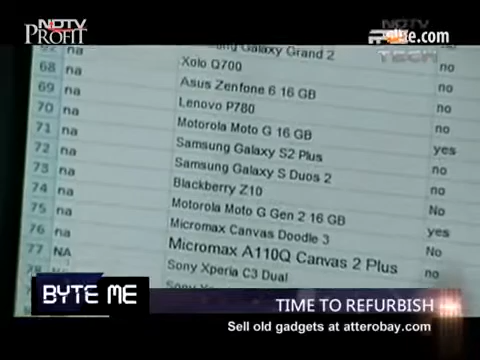 NDTV PROFIT
NDTV
TECH
Samsung Galaxy Grand 2 no
68 na Xolo Q700 no
69 na Asus Zenfone 6 16 GB no
70 na Lenovo P780 no
71 na Motorola Moto G 16 GB yes
72 na Samsung Galaxy S2 Plus no
73 na Samsung Galaxy S Duos 2 no
74 na Blackberry Z10 No
75 na Motorola Moto G Gen 2 16 GB yes
76 na Micromax Canvas Doodle 3 No
77 NA Micromax A110Q Canvas 2 Plus no
Sony Xperia C3 Dual
BYTE ME
TIME TO REFURBISH
Sell old gadgets at atterobay.com